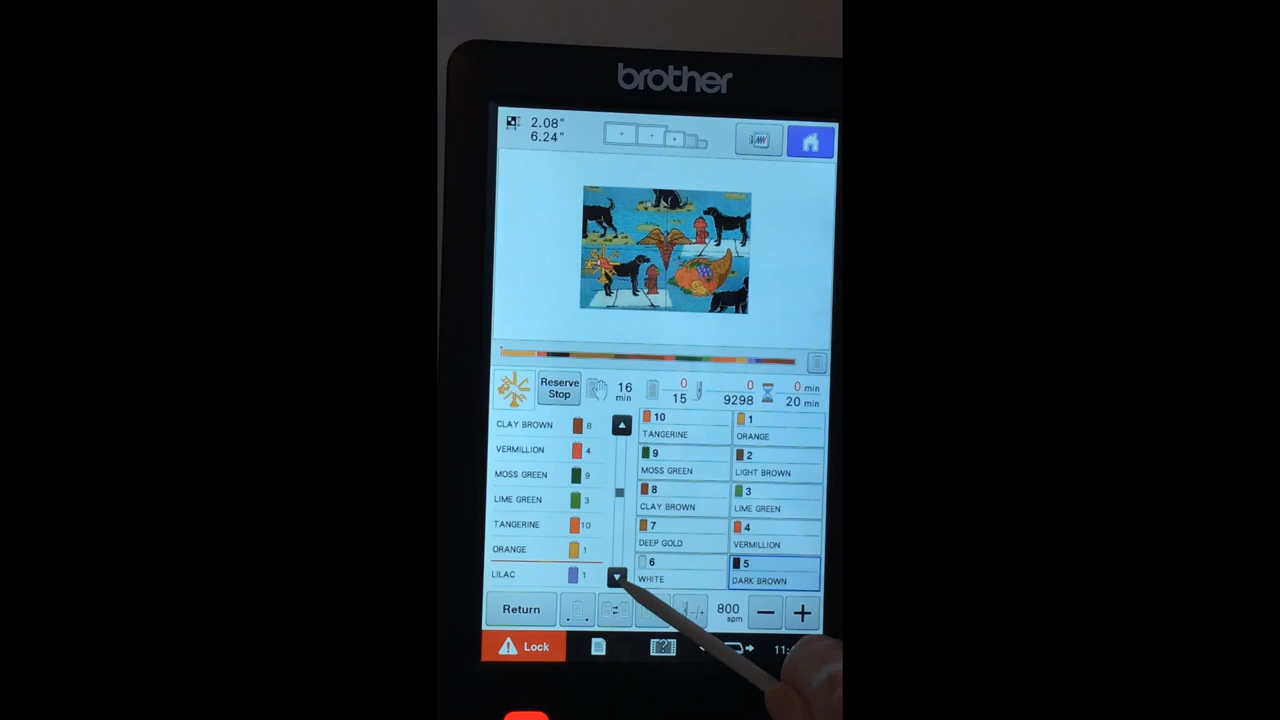 brother
2.08"
6.24"
Reserve Stop
16 min
0
15
0
9298
0 min
20 min
CLAY BROWN 8
VERMILLION 4
MOSS GREEN 9
LIME GREEN 3
TANGERINE 10
ORANGE 1
LILAC 1
10 TANGERINE
1 ORANGE
9 MOSS GREEN
2 LIGHT BROWN
8 CLAY BROWN
3 LIME GREEN
7 DEEP GOLD
4 VERMILLION
6 WHITE
5 DARK BROWN
Return
-/+
800 spm
− +
Lock
?
11: